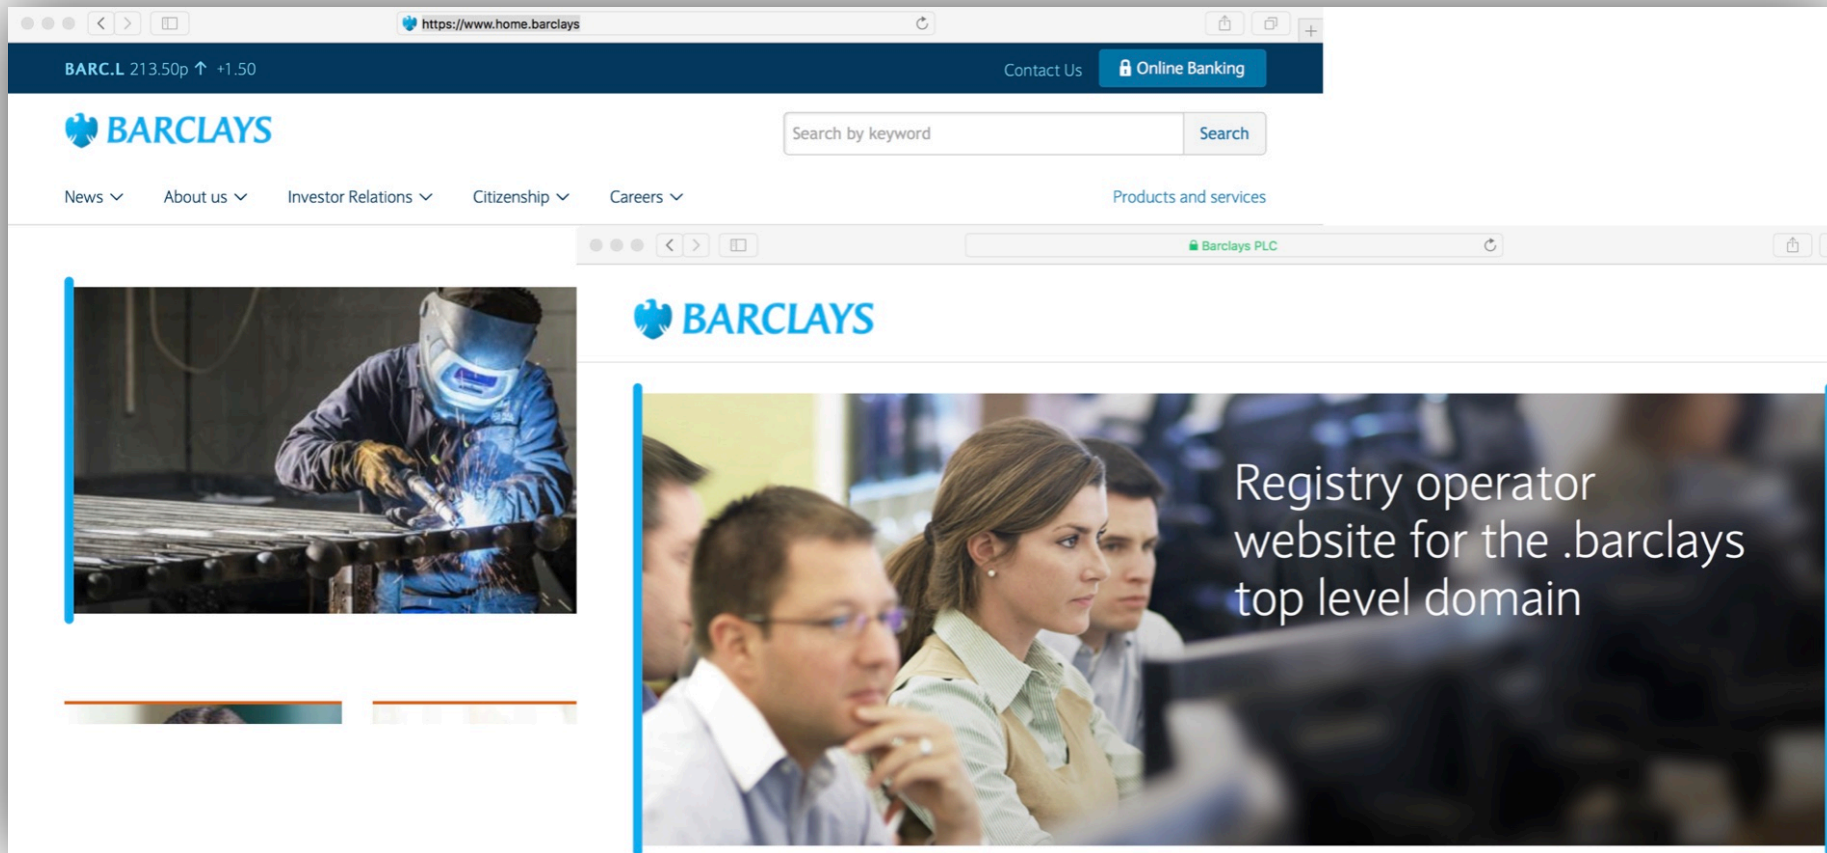 https://www.home.barclays
BARC.L 213.50p ↑ +1.50
Contact Us
Online Banking
BARCLAYS
Search by keyword
Search
News
About us
Investor Relations
Citizenship
Careers
Products and services
Barclays PLC
BARCLAYS
Registry operator
website for the .barclays
top level domain